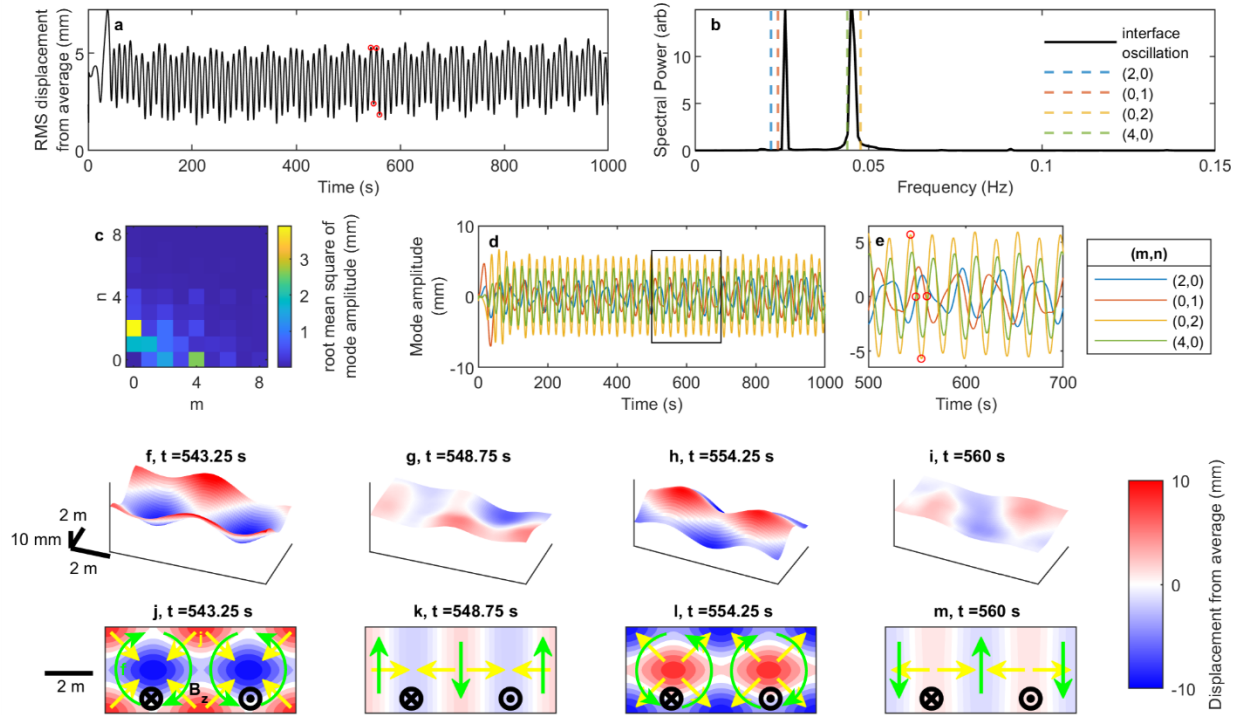 a
RMS displacement
from average (mm)
5
0
0
200
400
600
800
1000
Time (s)
b
Spectral Power (arb)
15
10
5
0
0
0.05
0.1
0.15
Frequency (Hz)
interface
oscillation
(2,0)
(0,1)
(0,2)
(4,0)
c
n
8
4
0
0
4
8
m
3
2
1
root mean square of
mode amplitude (mm)
d
Mode amplitude
(mm)
10
0
-10
0
200
400
600
800
1000
Time (s)
e
5
0
-5
500
600
700
Time (s)
(m,n)
(2,0)
(0,1)
(0,2)
(4,0)
f, t =543.25 s
g, t =548.75 s
h, t =554.25 s
i, t =560 s
2 m
10 mm
2 m
j, t =543.25 s
k, t =548.75 s
l, t =554.25 s
m, t =560 s
2 m
Bz
10
0
-10
Displacement from average (mm)